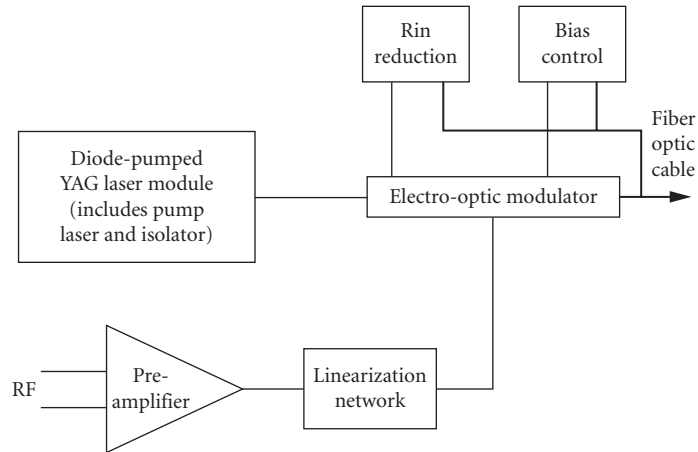 Rin
reduction
Bias
control
Fiber
optic
cable
Diode-pumped
YAG laser module
(includes pump
laser and isolator)
Electro-optic modulator
RF
Pre-
amplifier
Linearization
network